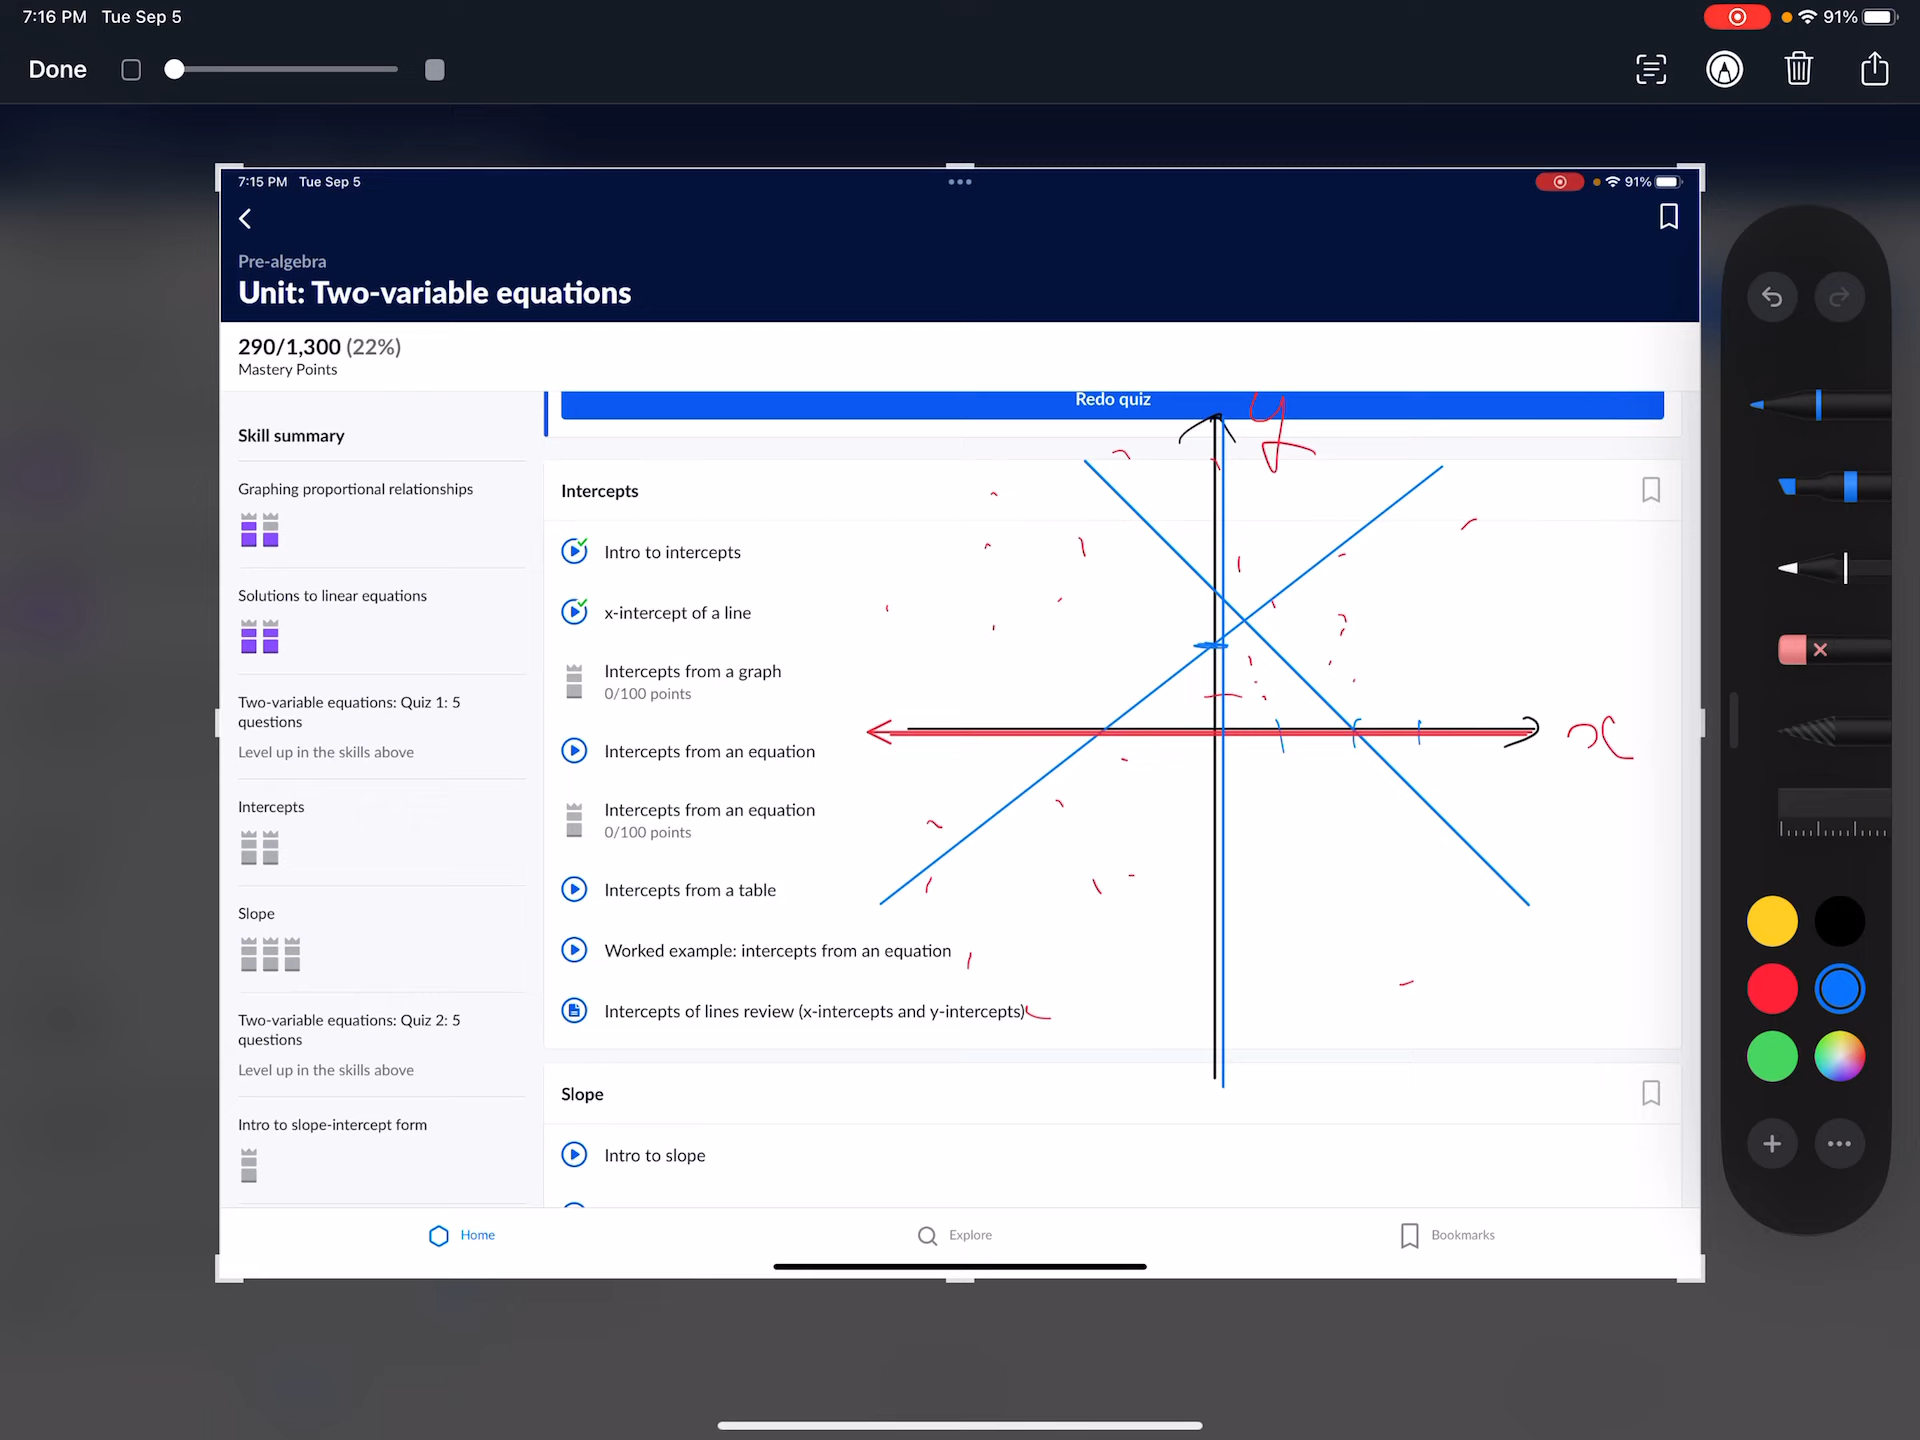 7:16 PM Tue Sep 5
91%
Done
7:15 PM Tue Sep 5
91%
Pre-algebra
Unit: Two-variable equations
290/1,300 (22%)
Mastery Points
Redo quiz
y
Skill summary
Graphing proportional relationships
Solutions to linear equations
Two-variable equations: Quiz 1: 5
questions
Level up in the skills above
Intercepts
Slope
Two-variable equations: Quiz 2: 5
questions
Level up in the skills above
Intro to slope-intercept form
Intercepts
Intro to intercepts
x-intercept of a line
Intercepts from a graph
0/100 points
x
Intercepts from an equation
Intercepts from an equation
0/100 points
Intercepts from a table
Worked example: intercepts from an equation
Intercepts of lines review (x-intercepts and y-intercepts)
Slope
Intro to slope
Home
Explore
Bookmarks